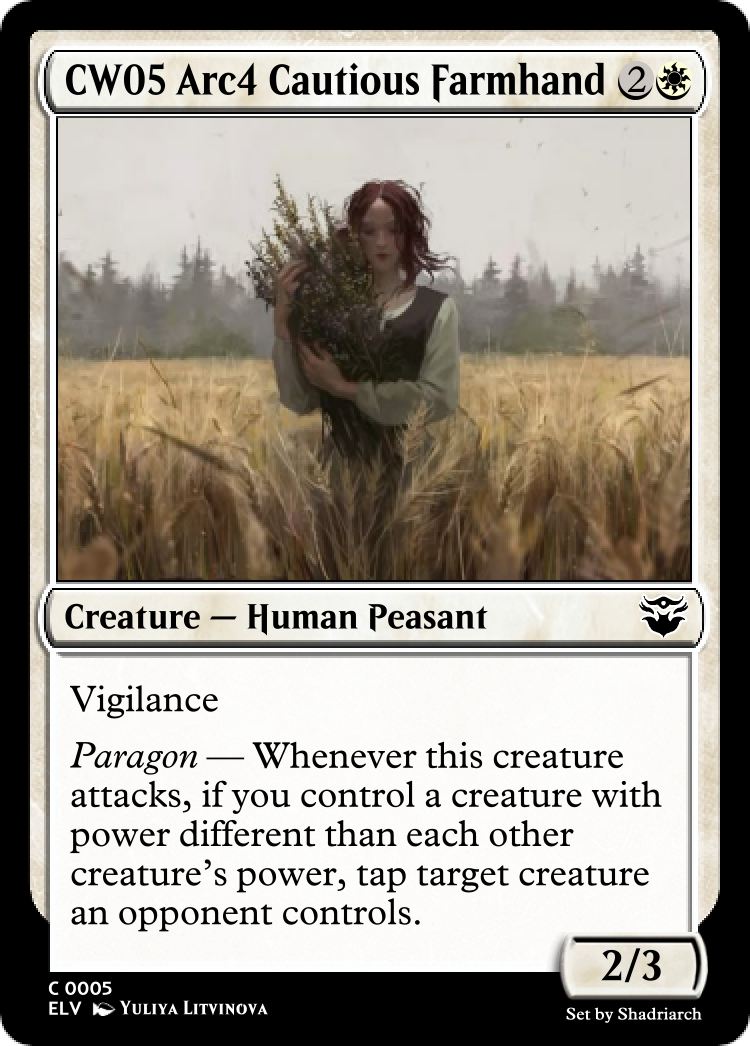 CW05 Arc4 Cautious Farmhand 2
Creature — Human Peasant
Vigilance
Paragon — Whenever this creature
attacks, if you control a creature with
power different than each other
creature's power, tap target creature
an opponent controls.
2/3
C 0005
ELV Yuliya Litvinova
Set by Shadriarch